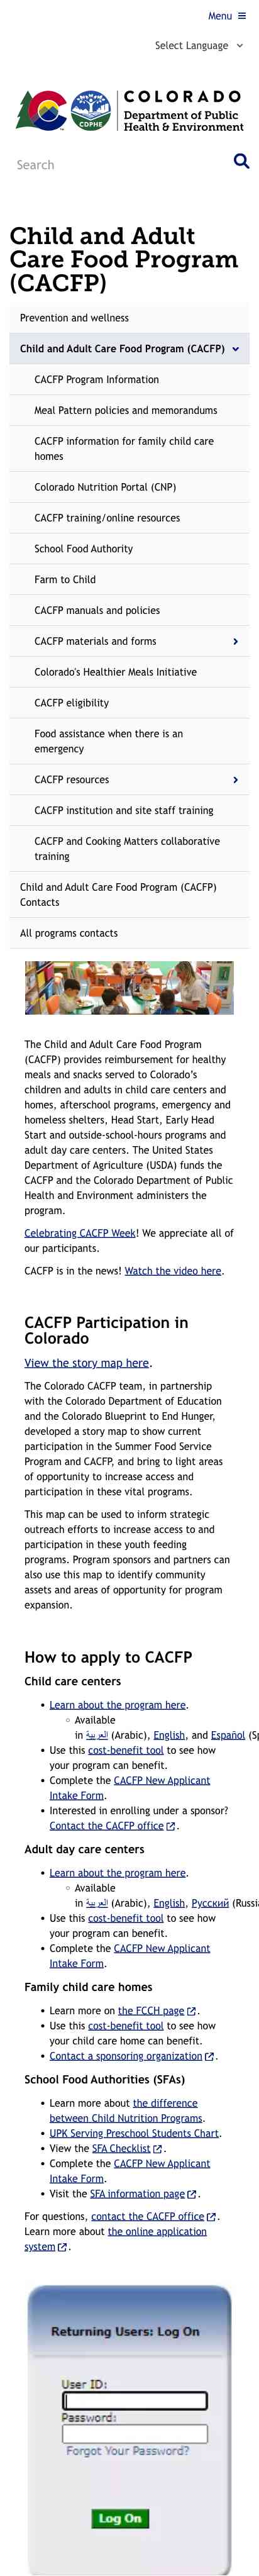 Menu
Select Language
COLORADO
Department of Public
Health & Environment
CDPHE
Search
Child and Adult
Care Food Program
(CACFP)
Prevention and wellness
Child and Adult Care Food Program (CACFP)
CACFP Program Information
Meal Pattern policies and memorandums
CACFP information for family child care
homes
Colorado Nutrition Portal (CNP)
CACFP training/online resources
School Food Authority
Farm to Child
CACFP manuals and policies
CACFP materials and forms
Colorado's Healthier Meals Initiative
CACFP eligibility
Food assistance when there is an
emergency
CACFP resources
CACFP institution and site staff training
CACFP and Cooking Matters collaborative
training
Child and Adult Care Food Program (CACFP)
Contacts
All programs contacts
The Child and Adult Care Food Program
(CACFP) provides reimbursement for healthy
meals and snacks served to Colorado’s
children and adults in child care centers and
homes, afterschool programs, emergency and
homeless shelters, Head Start, Early Head
Start and outside-school-hours programs and
adult day care centers. The United States
Department of Agriculture (USDA) funds the
CACFP and the Colorado Department of Public
Health and Environment administers the
program.
Celebrating CACFP Week! We appreciate all of
our participants.
CACFP is in the news! Watch the video here.
CACFP Participation in
Colorado
View the story map here.
The Colorado CACFP team, in partnership
with the Colorado Department of Education
and the Colorado Blueprint to End Hunger,
developed a story map to show current
participation in the Summer Food Service
Program and CACFP, and bring to light areas
of opportunity to increase access and
participation in these vital programs.
This map can be used to inform strategic
outreach efforts to increase access to and
participation in these youth feeding
programs. Program sponsors and partners can
also use this map to identify community
assets and areas of opportunity for program
expansion.
How to apply to CACFP
Child care centers
• Learn about the program here.
○ Available
in العربية (Arabic), English, and Español (Sp
• Use this cost-benefit tool to see how
your program can benefit.
• Complete the CACFP New Applicant
Intake Form.
• Interested in enrolling under a sponsor?
Contact the CACFP office.
Adult day care centers
• Learn about the program here.
○ Available
in العربية (Arabic), English, Русский (Russia
• Use this cost-benefit tool to see how
your program can benefit.
• Complete the CACFP New Applicant
Intake Form.
Family child care homes
• Learn more on the FCCH page.
• Use this cost-benefit tool to see how
your child care home can benefit.
• Contact a sponsoring organization.
School Food Authorities (SFAs)
• Learn more about the difference
between Child Nutrition Programs.
• UPK Serving Preschool Students Chart.
• View the SFA Checklist.
• Complete the CACFP New Applicant
Intake Form.
• Visit the SFA information page.
For questions, contact the CACFP office.
Learn more about the online application
system.
Returning Users: Log On
User ID:
Password:
Forgot Your Password?
Log On